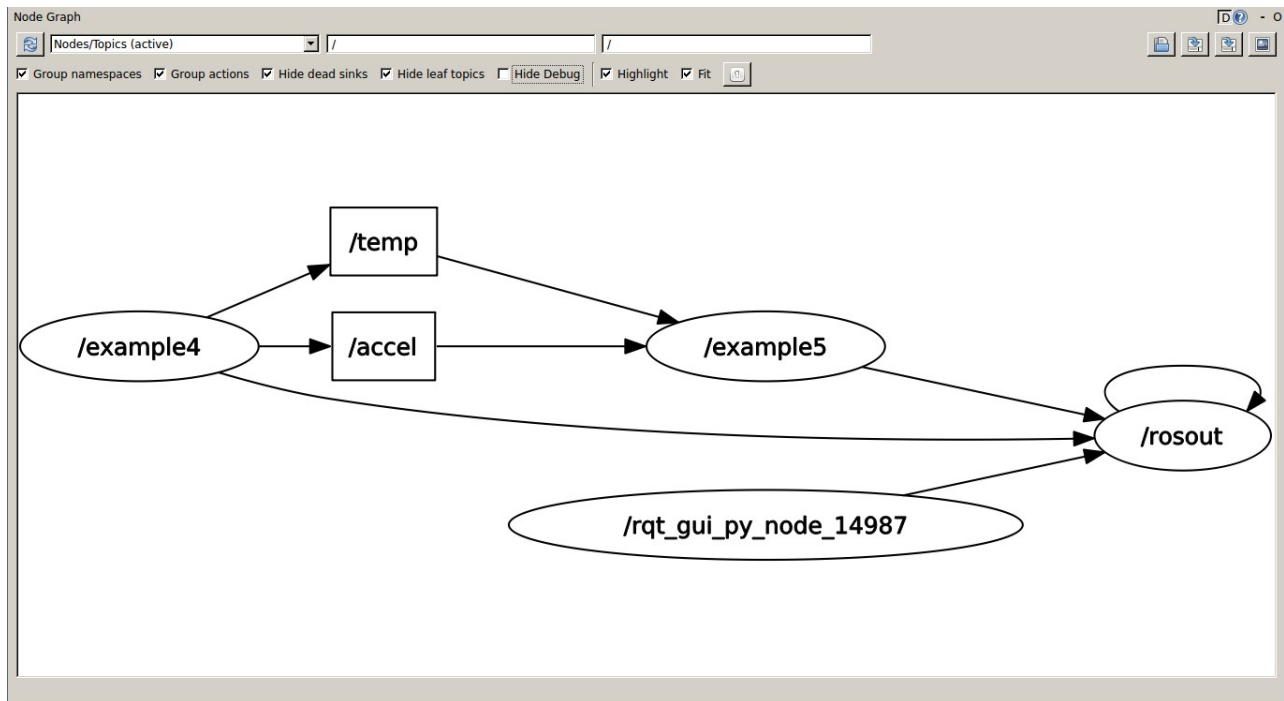 Node Graph
D - O
Nodes/Topics (active) / /
Group namespaces Group actions Hide dead sinks Hide leaf topics Hide Debug Highlight Fit
/temp
/example4 /accel /example5
/rosout
/rqt_gui_py_node_14987